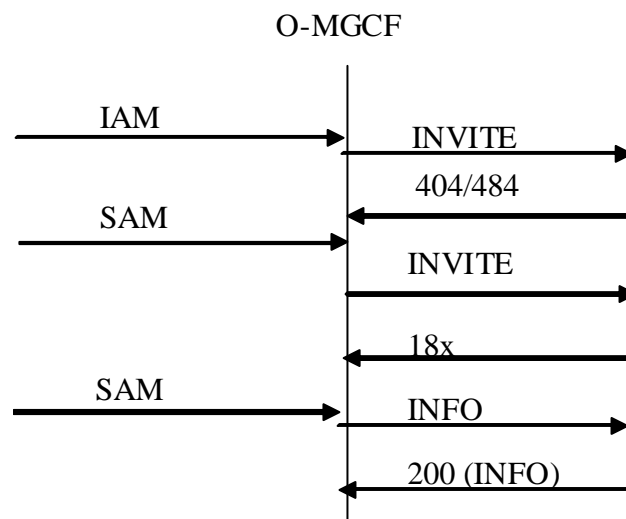 O-MGCF
IAM
INVITE
404/484
SAM
INVITE
18x
SAM
INFO
200 (INFO)